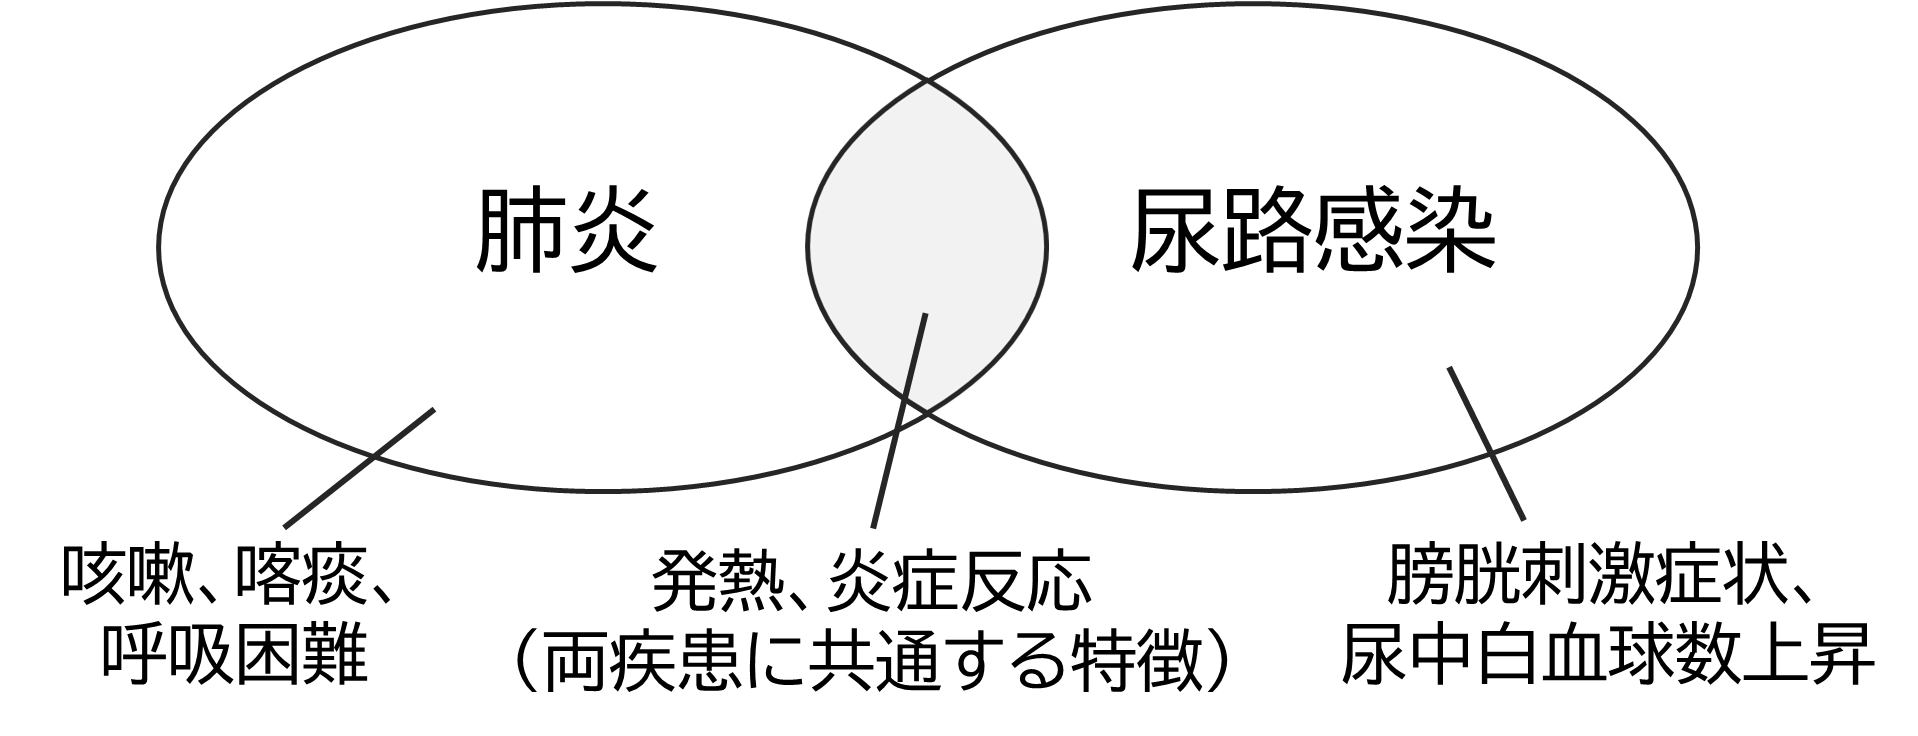 肺炎
尿路感染
咳嗽、喀痰、
呼吸困難
発熱、炎症反応
（両疾患に共通する特徴）
膀胱刺激症状、
尿中白血球数上昇